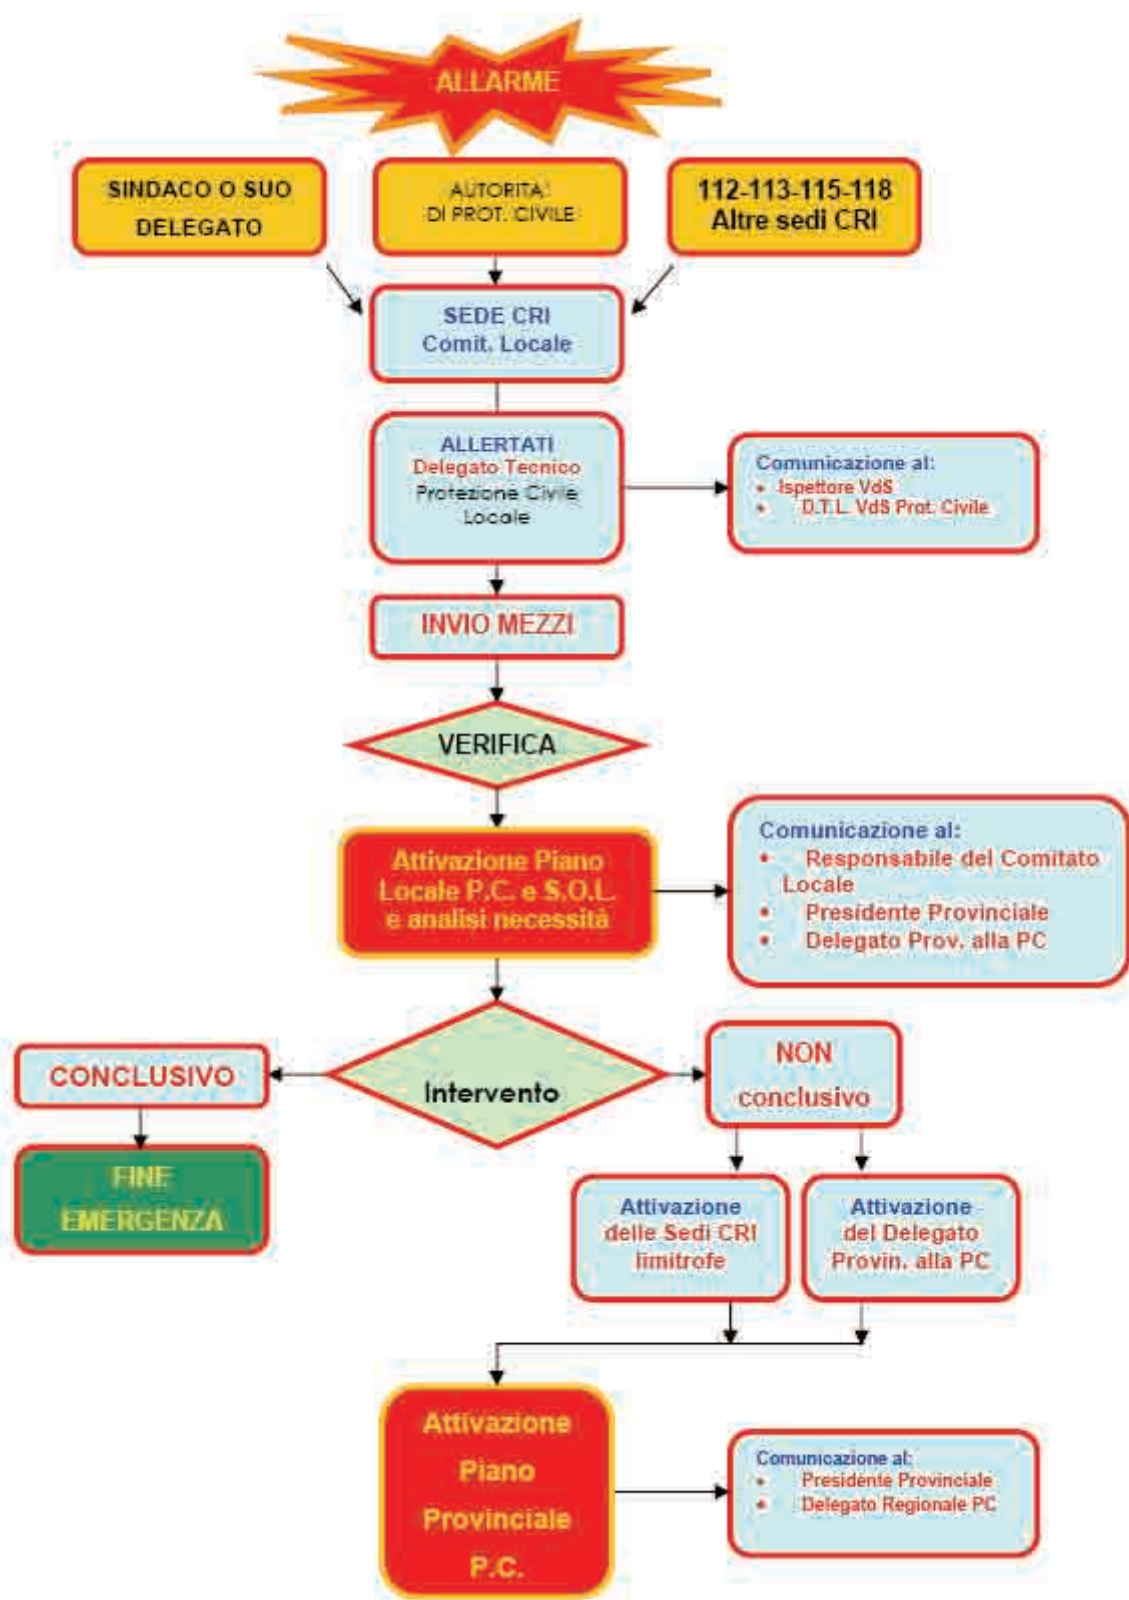 ALLARME
SINDACO O SUO
DELEGATO
AUTORITA'
DI PROT. CIVILE
112-113-115-118
Altre sedi CRI
SEDE CRI
Comit. Locale
ALLERTATI
Delegato Tecnico
Protezione Civile
Locale
Comunicazione al:
• Ispettore VdS
• D.T.L. VdS Prot. Civile
INVIO MEZZI
VERIFICA
Attivazione Piano
Locale P.C. e S.O.L.
e analisi necessità
Comunicazione al:
• Responsabile del Comitato
Locale
• Presidente Provinciale
• Delegato Prov. alla PC
CONCLUSIVO
Intervento
NON
conclusivo
FINE
EMERGENZA
Attivazione
delle Sedi CRI
limitrofe
Attivazione
del Delegato
Provin. alla PC
Attivazione
Piano
Provinciale
P.C.
Comunicazione al:
• Presidente Provinciale
• Delegato Regionale PC